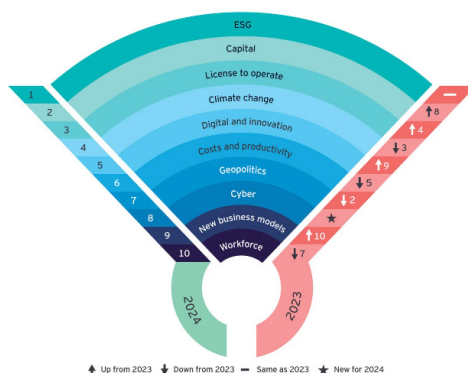 ESG
Capital
License to operate
Climate change
Digital and innovation
Costs and productivity
Geopolitics
Cyber
New business models
Workforce
1
2
3
4
5
6
7
8
9
10
8
4
3
9
5
2
10
7
2024
2023
Up from 2023 Down from 2023 Same as 2023 New for 2024